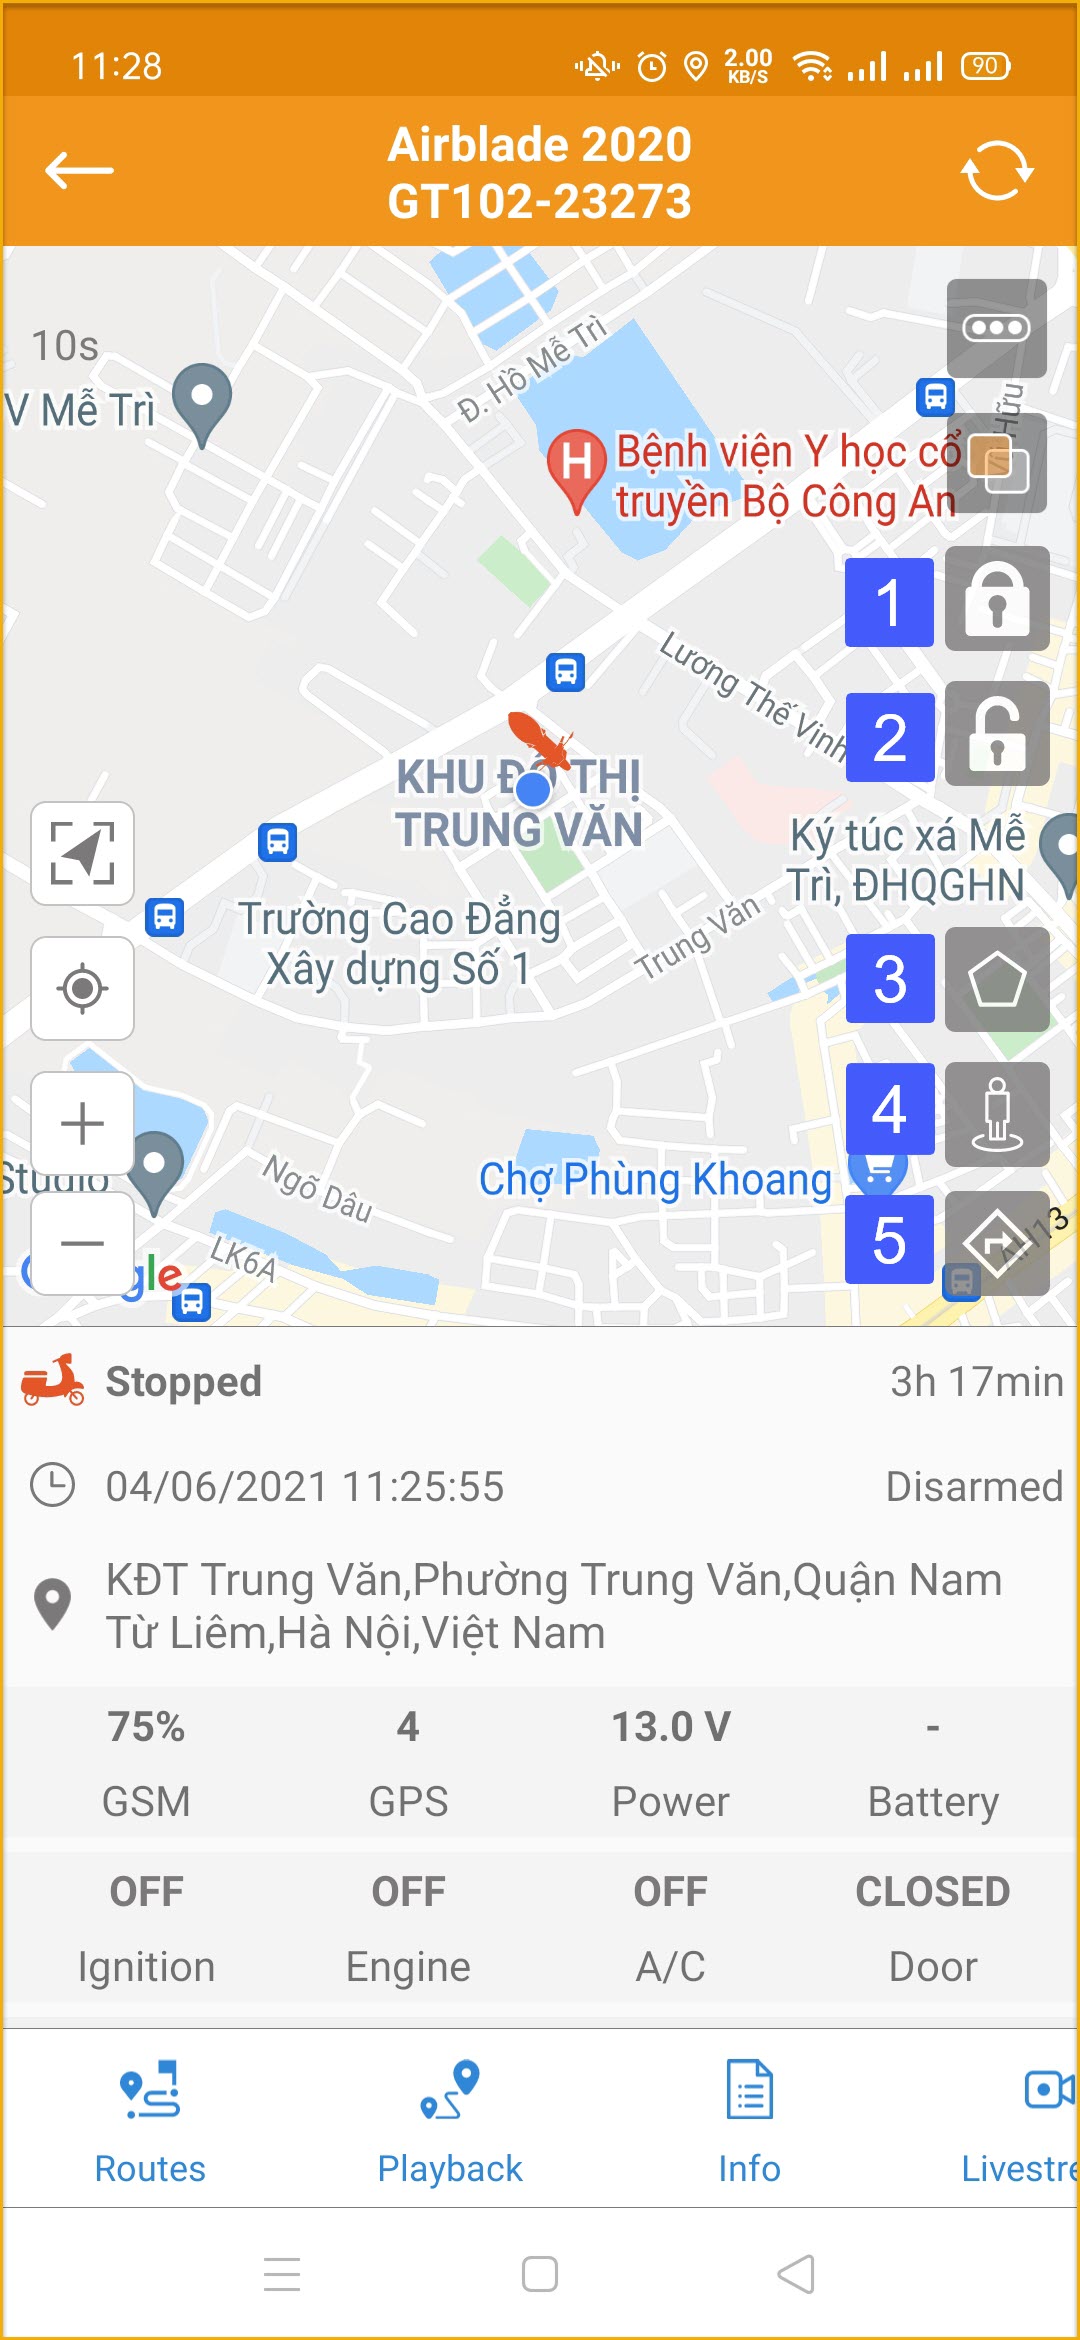 11:28
2.00
KB/S
90
Airblade 2020
GT102-23273
10s
V Mễ Trì
Đ. Hồ Mễ Trì
Hữu
H
Bệnh viện Y học cổ
truyền Bộ Công An
1
Lương Thế Vinh
2
KHU ĐÔ THỊ
TRUNG VĂN
Ký túc xá Mễ
Trì, ĐHQGHN
Trường Cao Đẳng
Xây dựng Số 1
Trung Văn
3
4
Studio
Ngõ Dâu
Chợ Phùng Khoang
5
AH13
LK6A
Google
Stopped
3h 17min
04/06/2021 11:25:55
Disarmed
KĐT Trung Văn,Phường Trung Văn,Quận Nam
Từ Liêm,Hà Nội,Việt Nam
75% 4 13.0 V -
GSM GPS Power Battery
OFF OFF OFF CLOSED
Ignition Engine A/C Door
Routes Playback Info Livestre